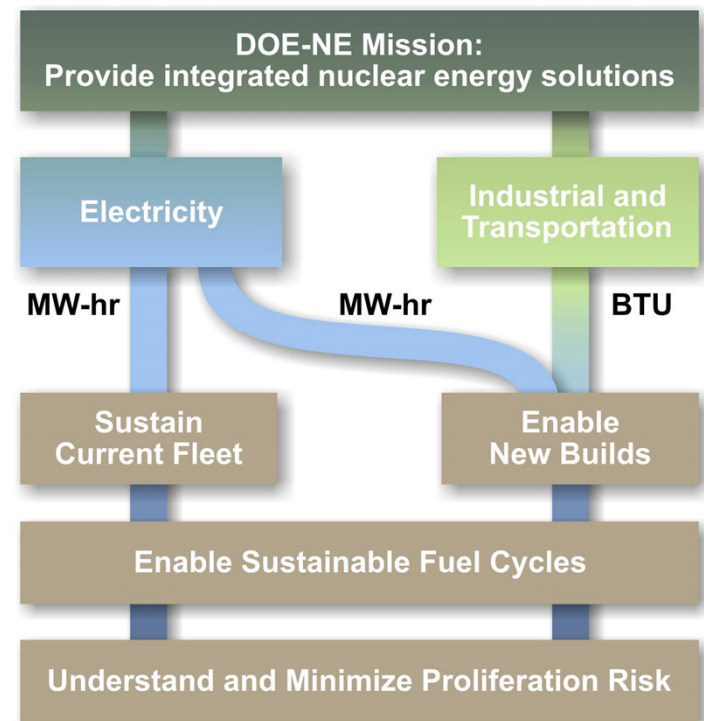 DOE-NE Mission:
Provide integrated nuclear energy solutions
Electricity
Industrial and
Transportation
MW-hr
MW-hr
BTU
Sustain
Current Fleet
Enable
New Builds
Enable Sustainable Fuel Cycles
Understand and Minimize Proliferation Risk